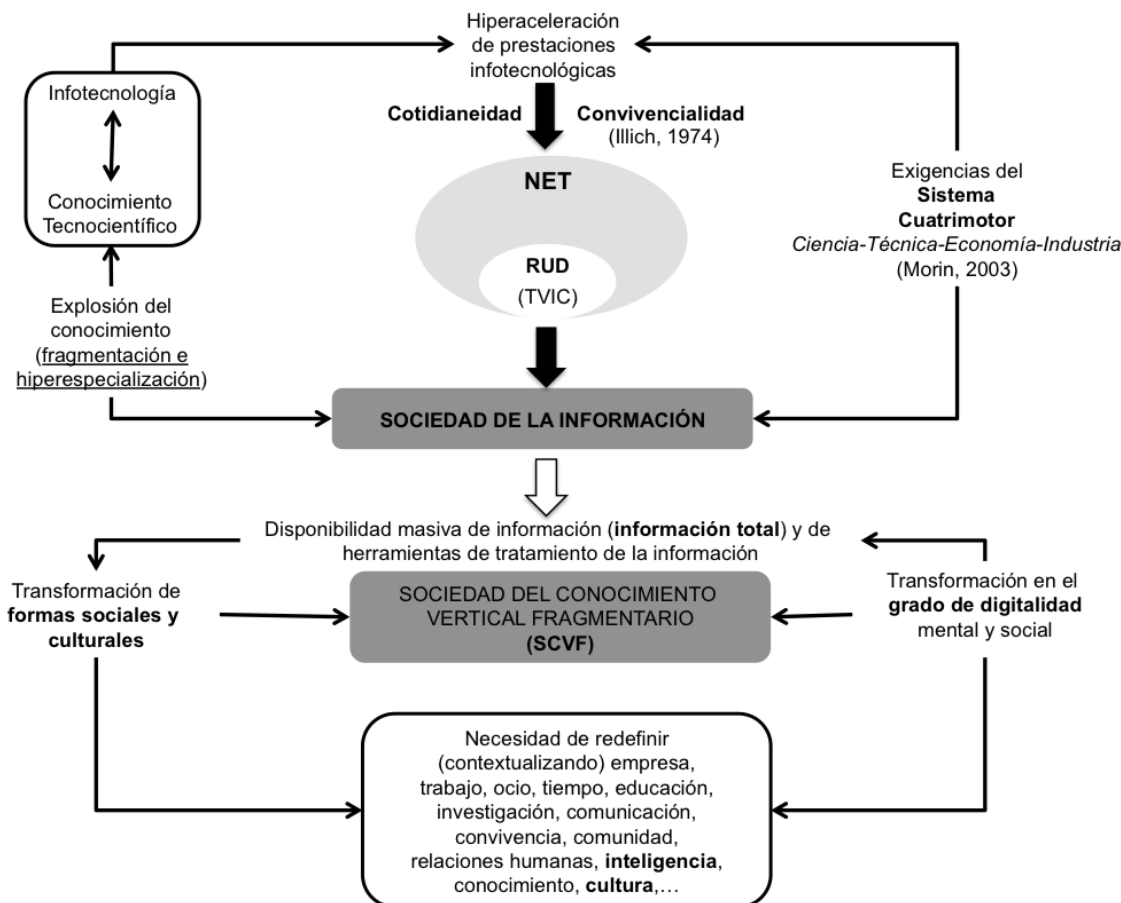 Hiperaceleración
de prestaciones
infotecnológicas
Infotecnología
Conocimiento
Tecnocientífico
Cotidianeidad
Convivencialidad
(Illich, 1974)
NET
RUD
(TVIC)
Exigencias del
Sistema
Cuatrimotor
Ciencia-Técnica-Economía-Industria
(Morin, 2003)
Explosión del
conocimiento
(fragmentación e
hiperespecialización)
SOCIEDAD DE LA INFORMACIÓN
Disponibilidad masiva de información (información total) y de
herramientas de tratamiento de la información
Transformación de
formas sociales y
culturales
SOCIEDAD DEL CONOCIMIENTO
VERTICAL FRAGMENTARIO
(SCVF)
Transformación en el
grado de digitalidad
mental y social
Necesidad de redefinir
(contextualizando) empresa,
trabajo, ocio, tiempo, educación,
investigación, comunicación,
convivencia, comunidad,
relaciones humanas, inteligencia,
conocimiento, cultura,...